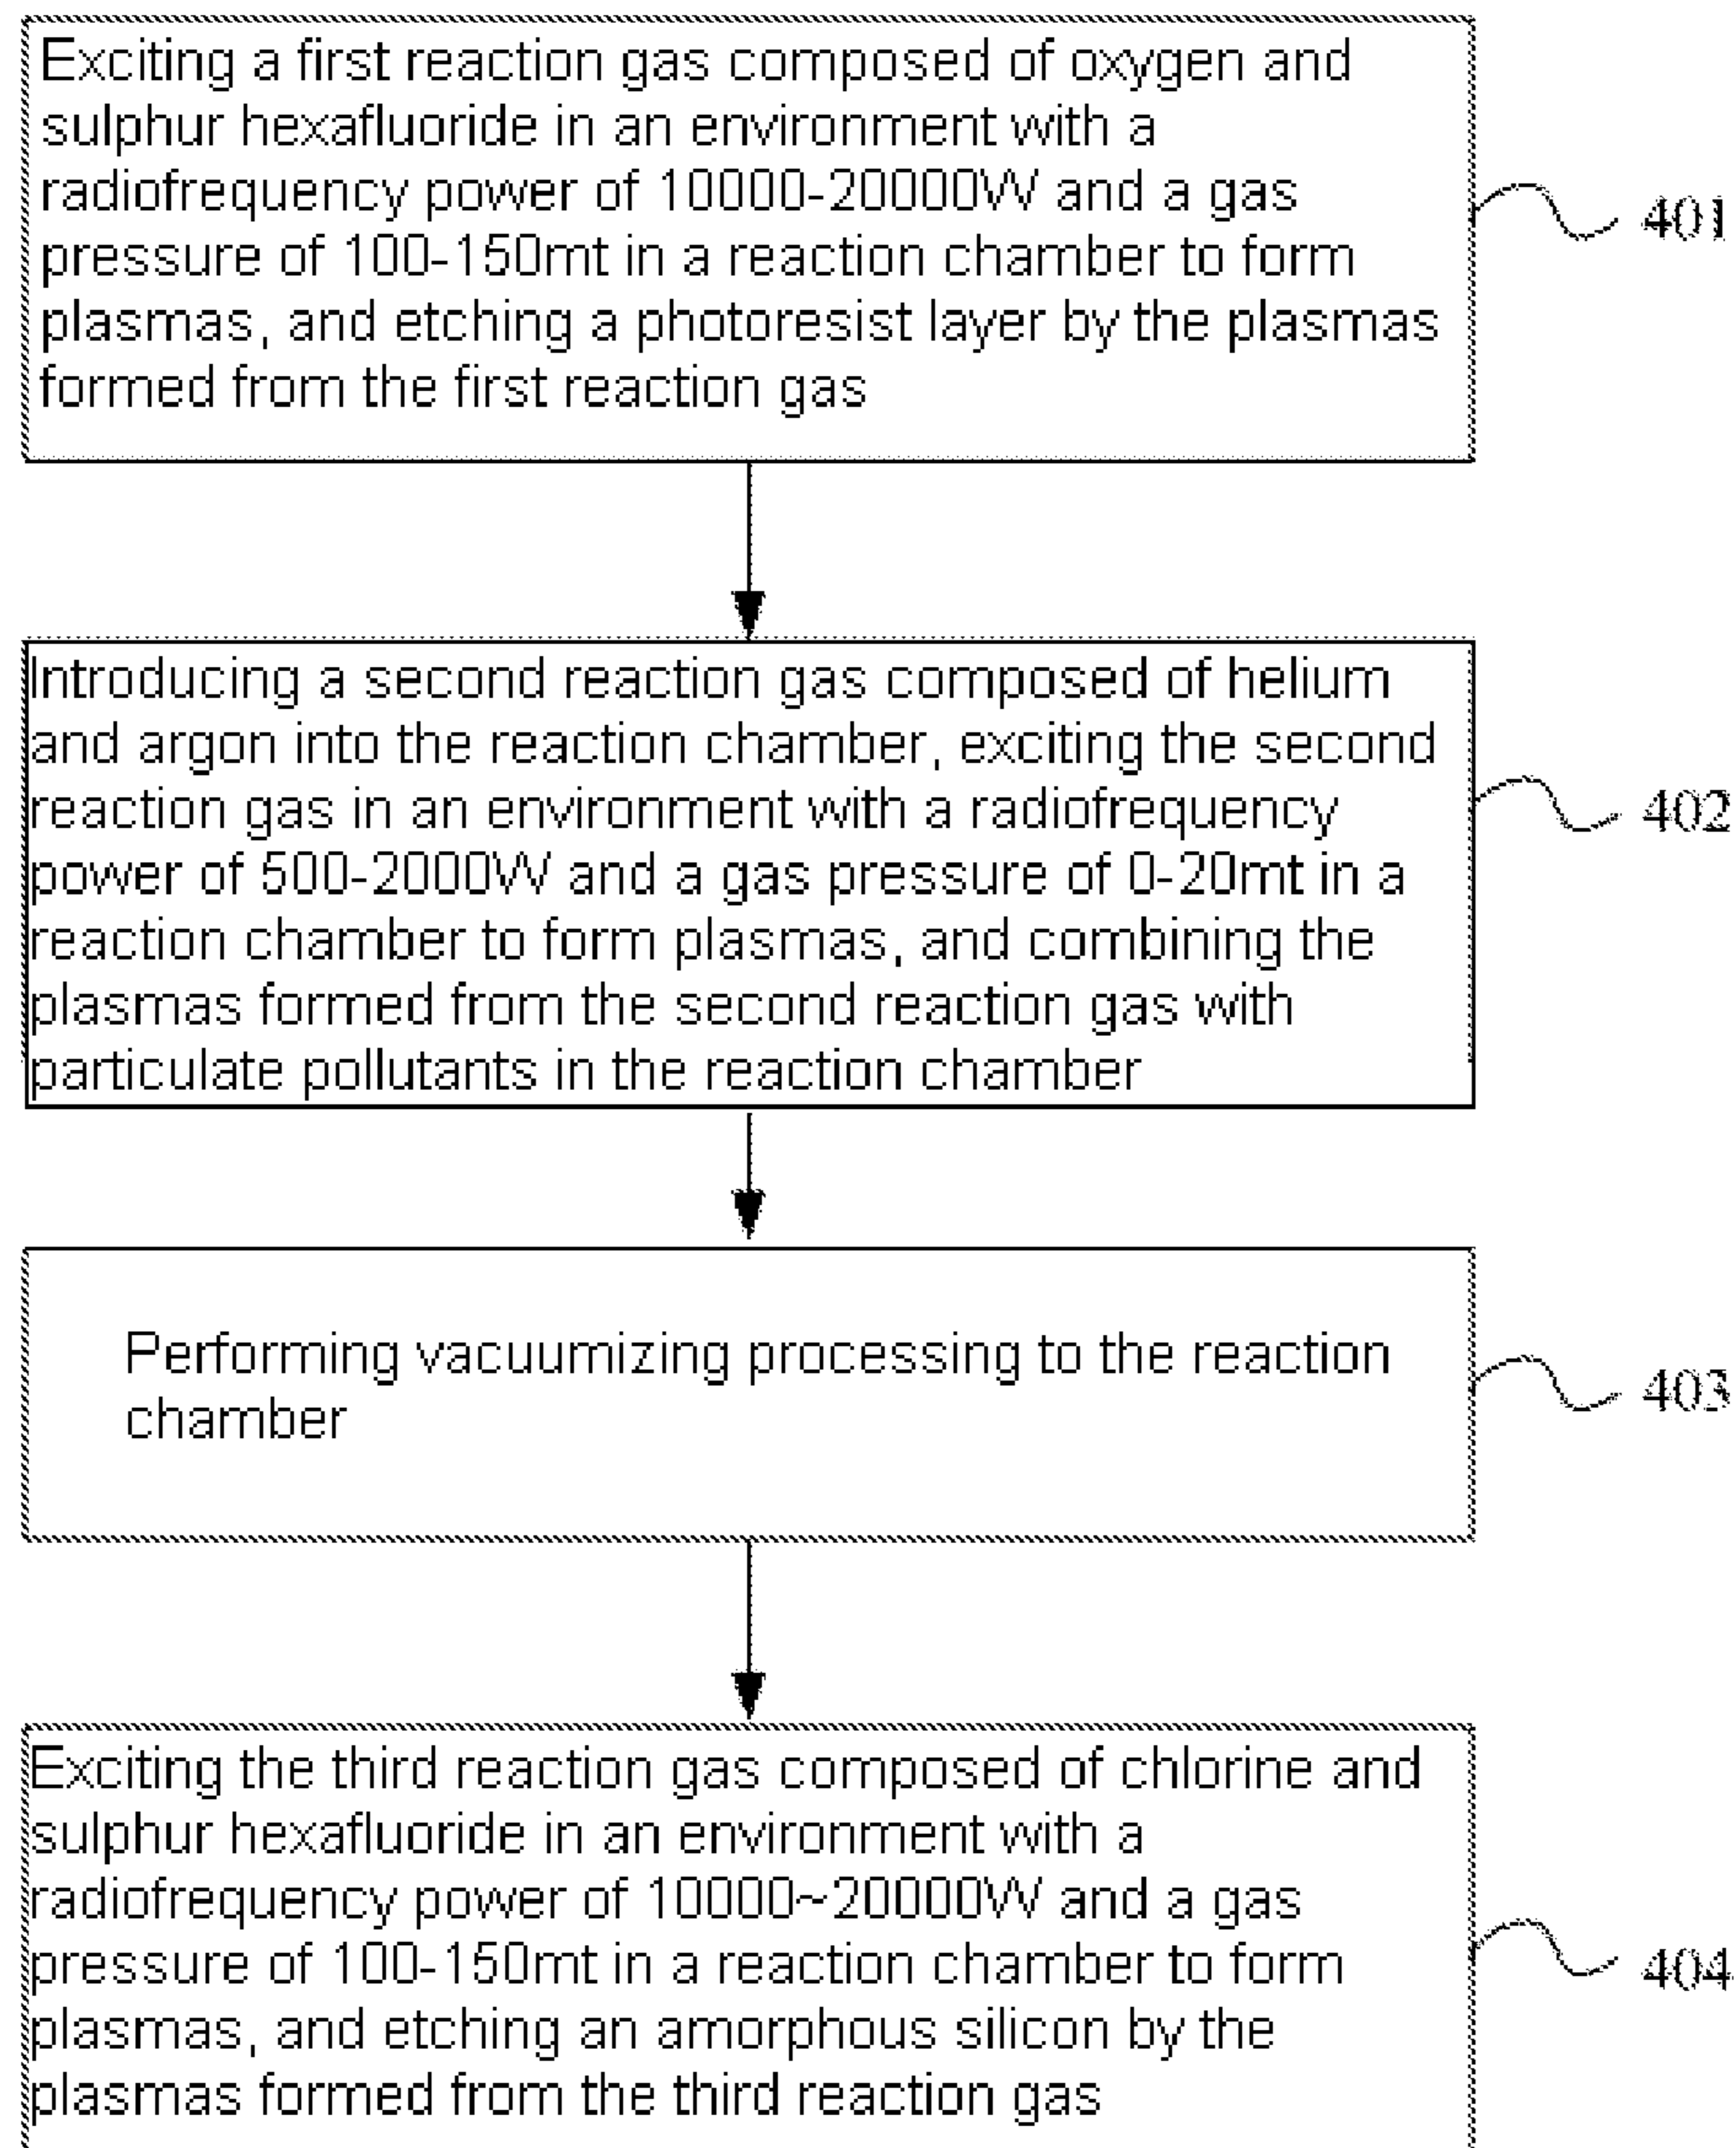 Exciting a first reaction gas composed of oxygen and
sulphur hexafluoride in an environment with a
radiofrequency power of 10000-20000W and a gas
pressure of 100-150mt in a reaction chamber to form
plasmas, and etching a photoresist layer by the plasmas
formed from the first reaction gas
401
Introducing a second reaction gas composed of helium
and argon into the reaction chamber, exciting the second
reaction gas in an environment with a radiofrequency
power of 500-2000W and a gas pressure of 0-20mt in a
reaction chamber to form plasmas, and combining the
plasmas formed from the second reaction gas with
particulate pollutants in the reaction chamber
402
Performing vacuumizing processing to the reaction
chamber
403
Exciting the third reaction gas composed of chlorine and
sulphur hexafluoride in an environment with a
radiofrequency power of 10000~20000W and a gas
pressure of 100-150mt in a reaction chamber to form
plasmas, and etching an amorphous silicon by the
plasmas formed from the third reaction gas
404